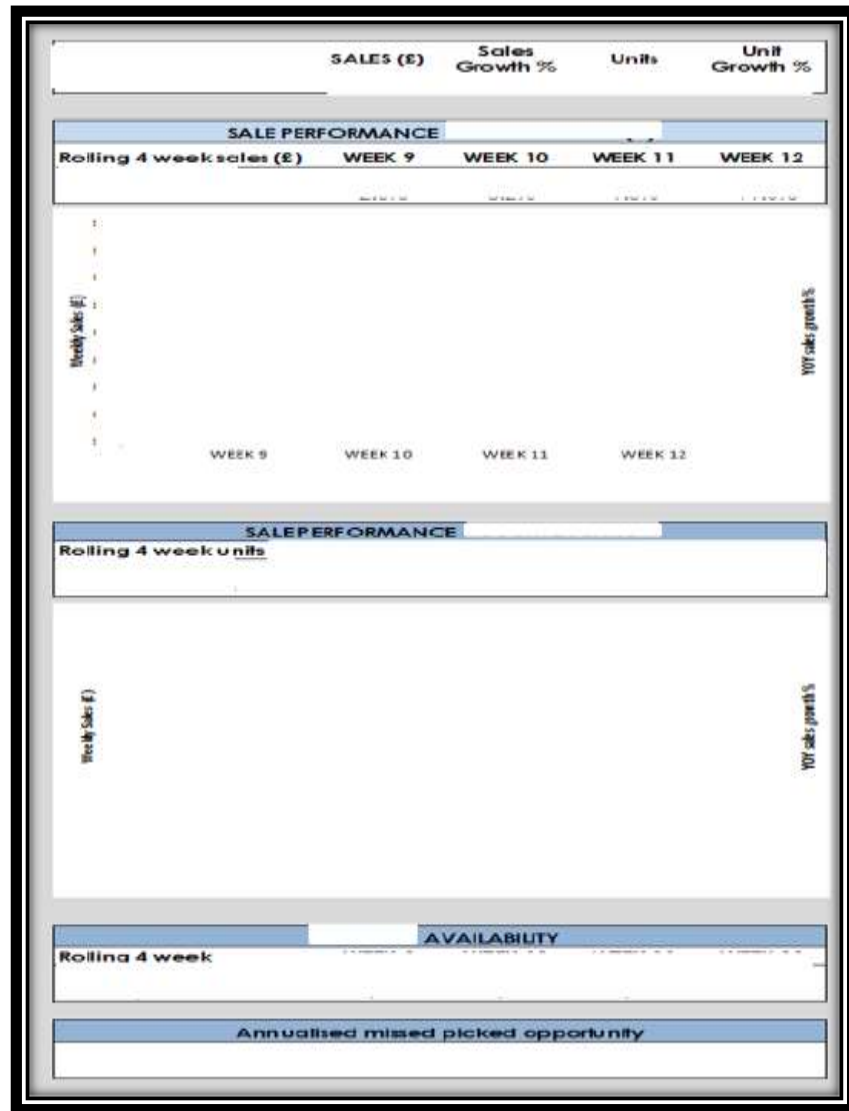 SALES (£) Sales Growth % Units Unit Growth %
SALE PERFORMANCE
Rolling 4 week sales (£) WEEK 9 WEEK 10 WEEK 11 WEEK 12
Weekly Sales (£)
YOY sales growth %
WEEK 9 WEEK 10 WEEK 11 WEEK 12
SALE PERFORMANCE
Rolling 4 week units
Weekly Sales (£)
YOY sales growth %
AVAILABILITY
Rolling 4 week
Annualised missed picked opportunity